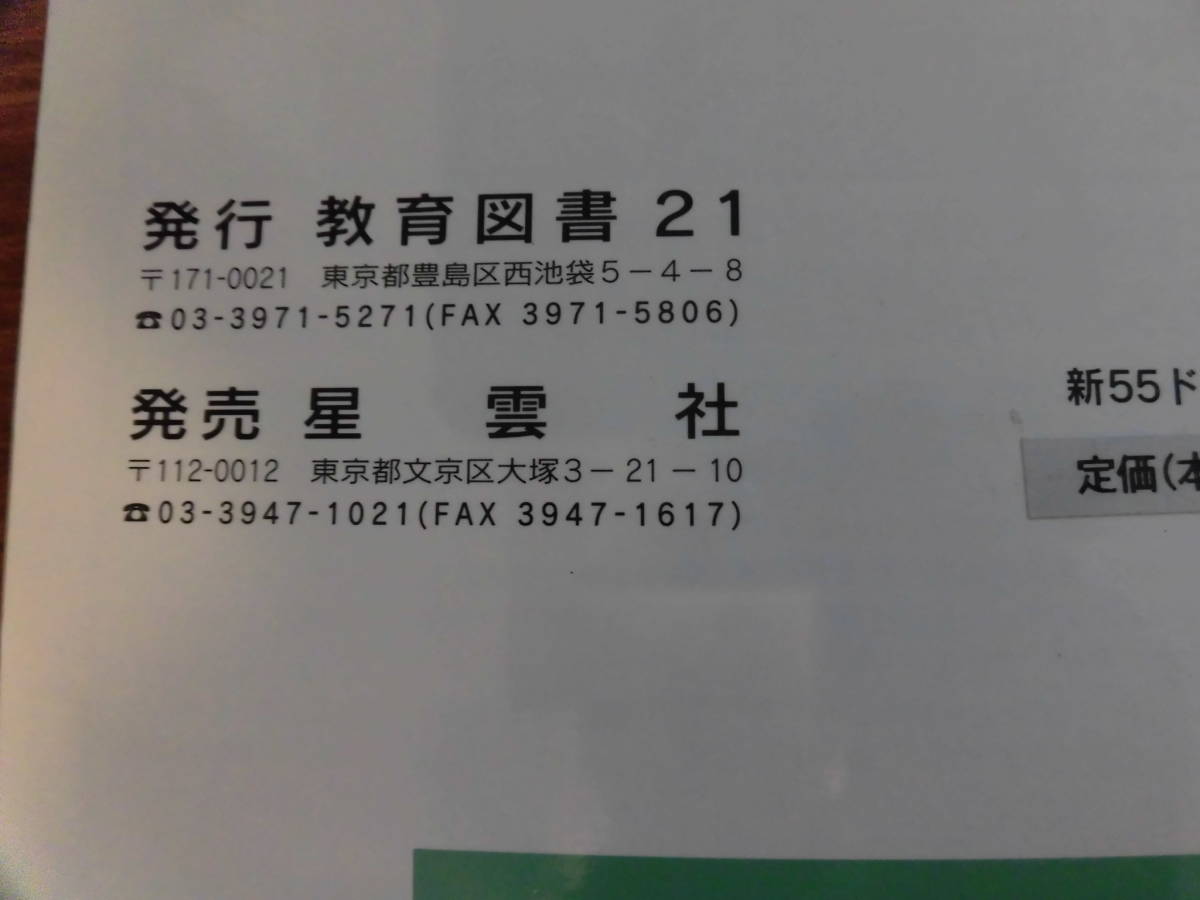 発行 教育図書21
〒171-0021 東京都豊島区西池袋5-4-8
☎03-3971-5271(FAX 3971-5806)
発売 星雲社
〒112-0012 東京都文京区大塚3-21-10
☎03-3947-1021(FAX 3947-1617)
新55ド
定価(本